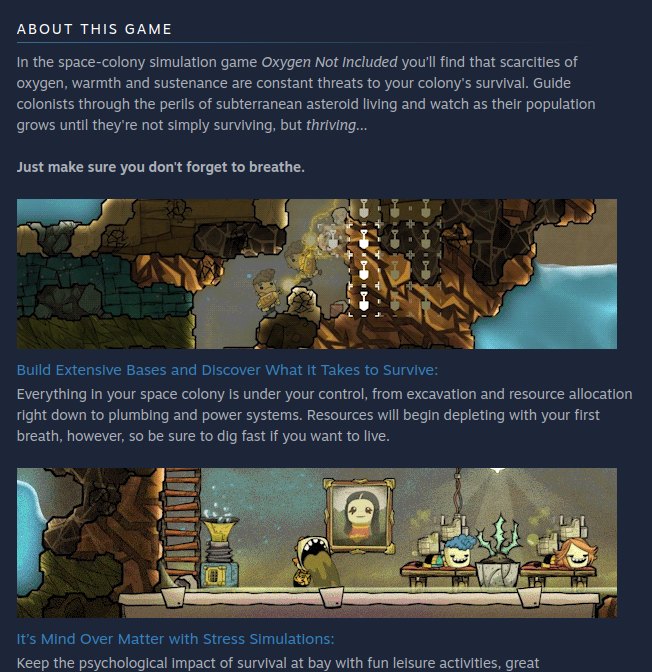 ABOUT THIS GAME
In the space-colony simulation game Oxygen Not Included you'll find that scarcities of
oxygen, warmth and sustenance are constant threats to your colony's survival. Guide
colonists through the perils of subterranean asteroid living and watch as their population
grows until they're not simply surviving, but thriving...
Just make sure you don't forget to breathe.
Build Extensive Bases and Discover What it Takes to Survive:
Everything in your space colony is under your control, from excavation and resource allocation
right down to plumbing and power systems. Resources will begin depleting with your first
breath, however, so be sure to dig fast if you want to live.
It's Mind Over Matter with Stress Simulations:
Keep the psychological impact of survival at bay with fun leisure activities, great